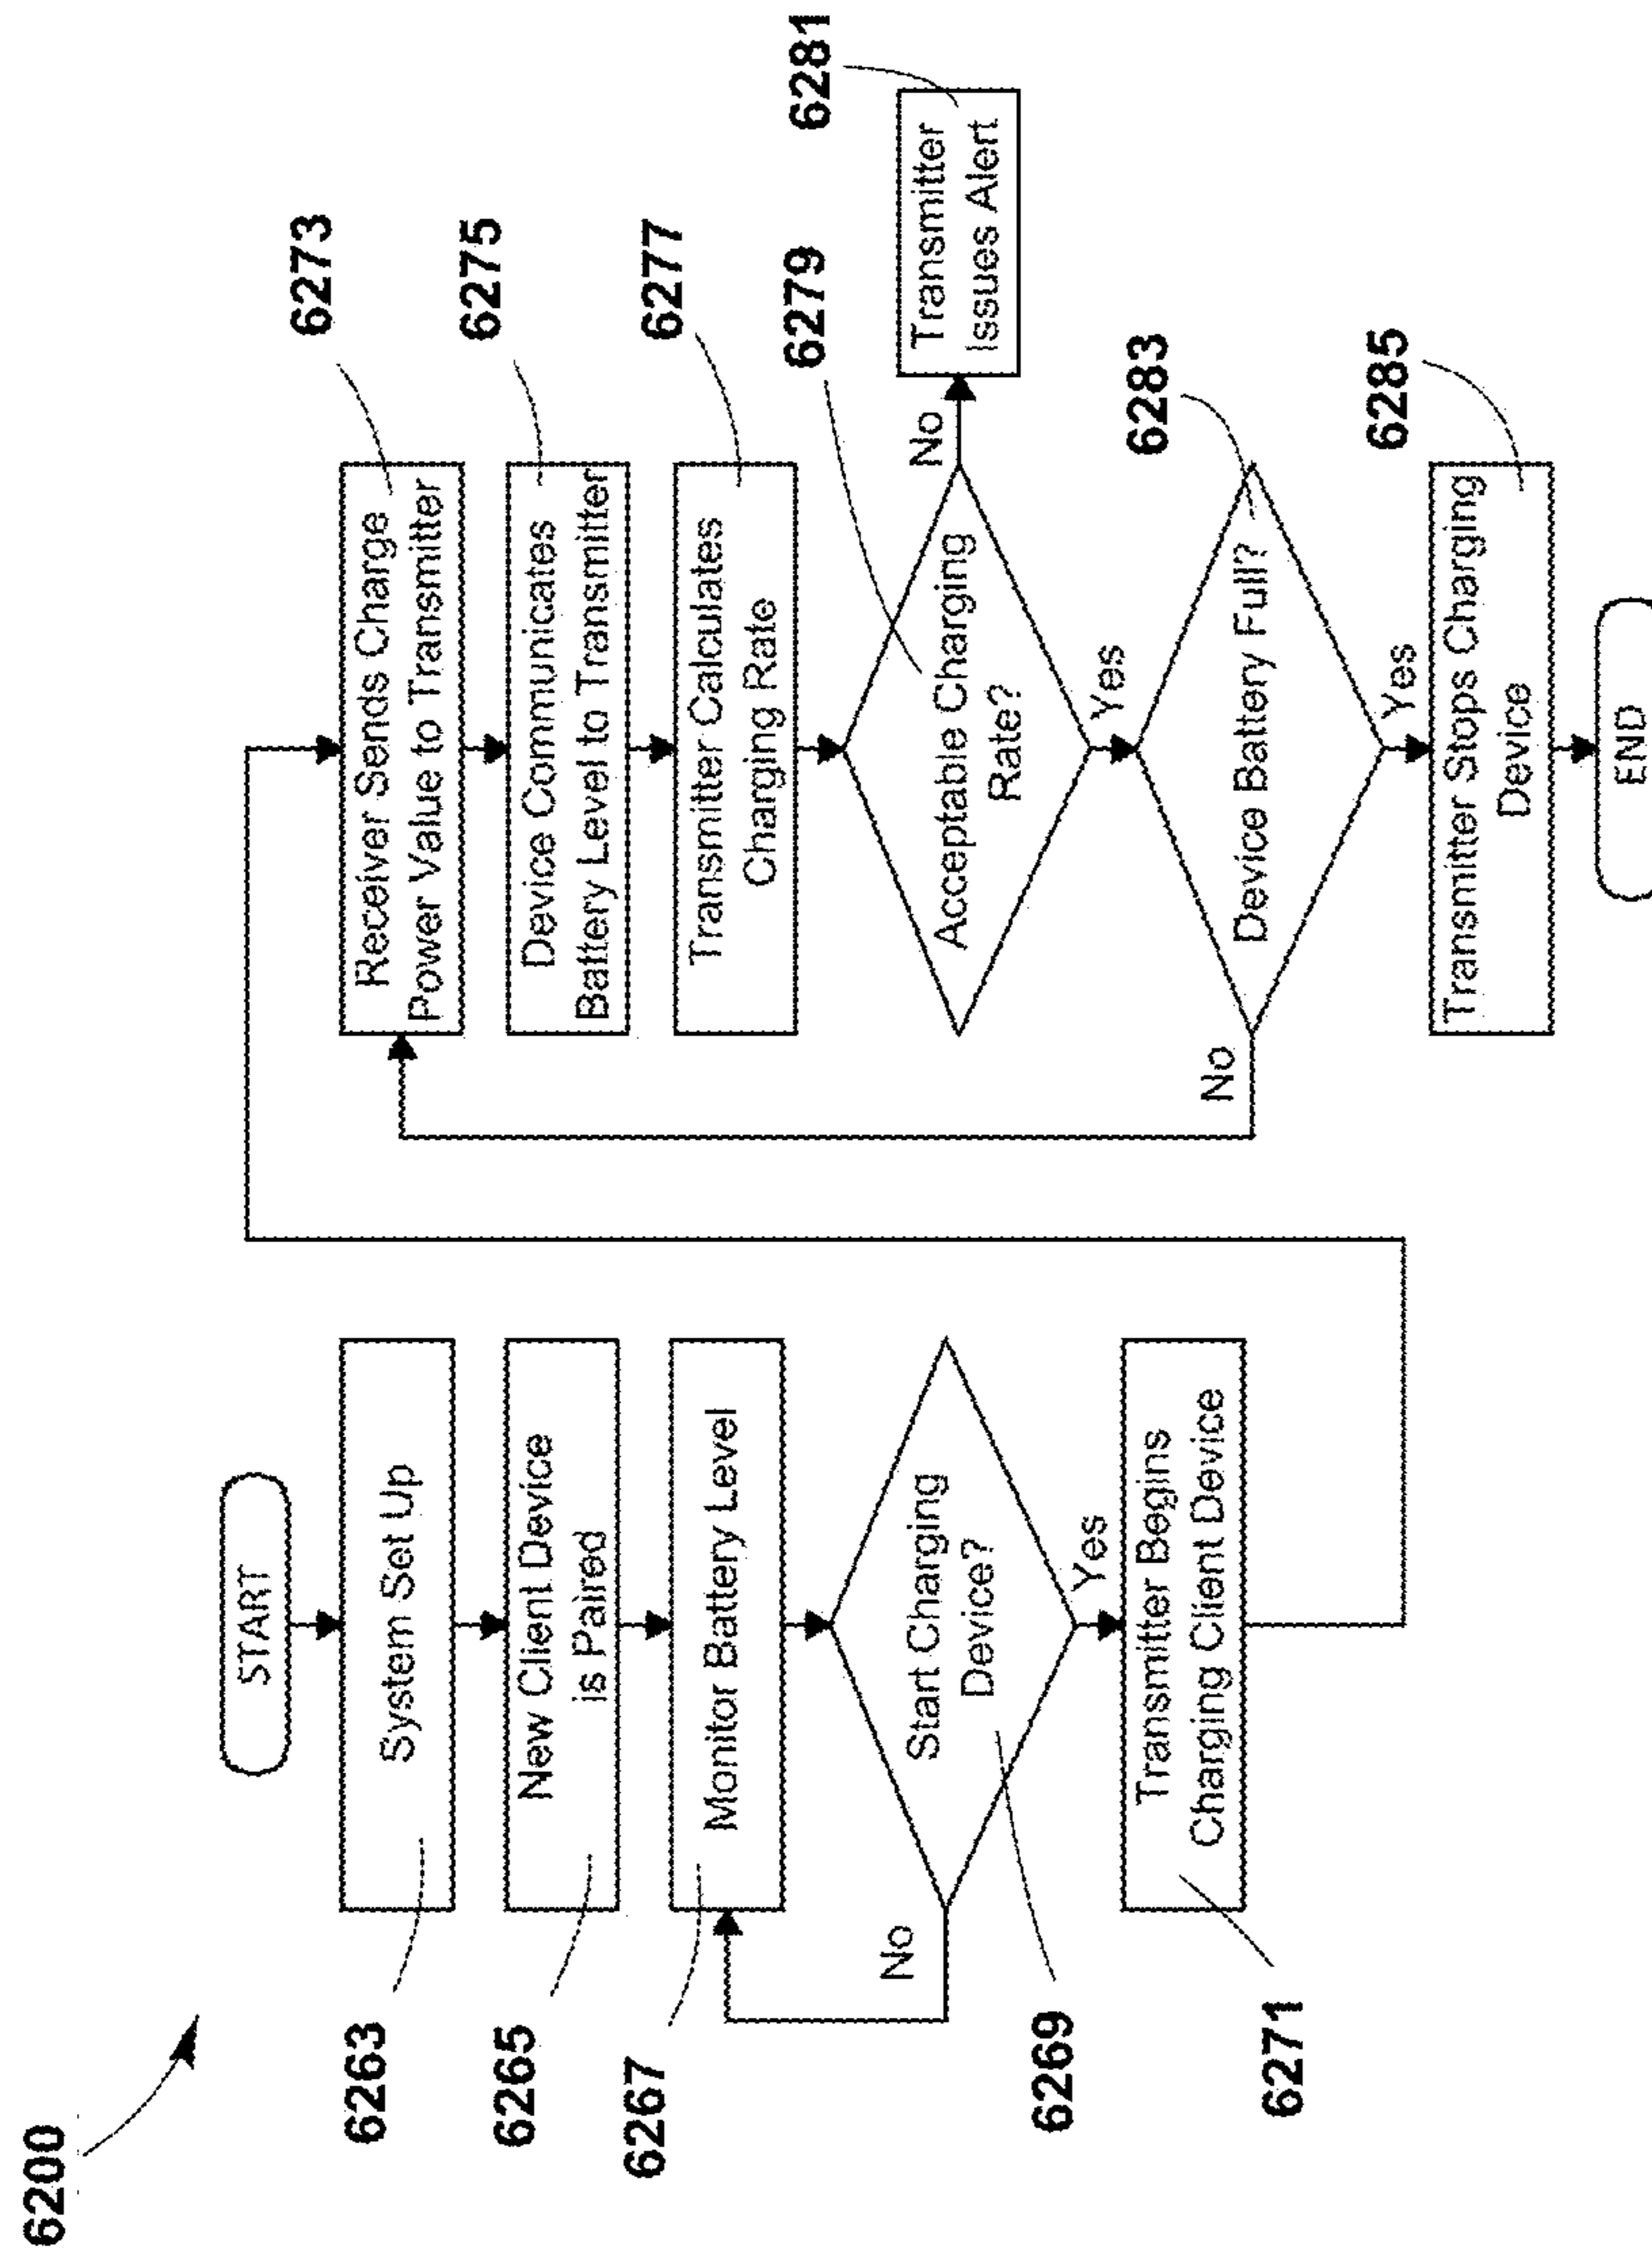 6200
START
System Set Up
6263
New Client Device
is Paired
6265
Monitor Battery Level
6267
Start Charging
Device?
6269
No
Yes
Transmitter Begins
Charging Client Device
6271
Receiver Sends Charge
Power Value to Transmitter
6273
Device Communicates
Battery Level to Transmitter
6275
Transmitter Calculates
Charging Rate
6277
Acceptable Charging
Rate?
6279
No
Transmitter
Issues Alert
6281
Yes
Device Battery Full?
6283
No
Yes
Transmitter Stops Charging
Device
6285
END